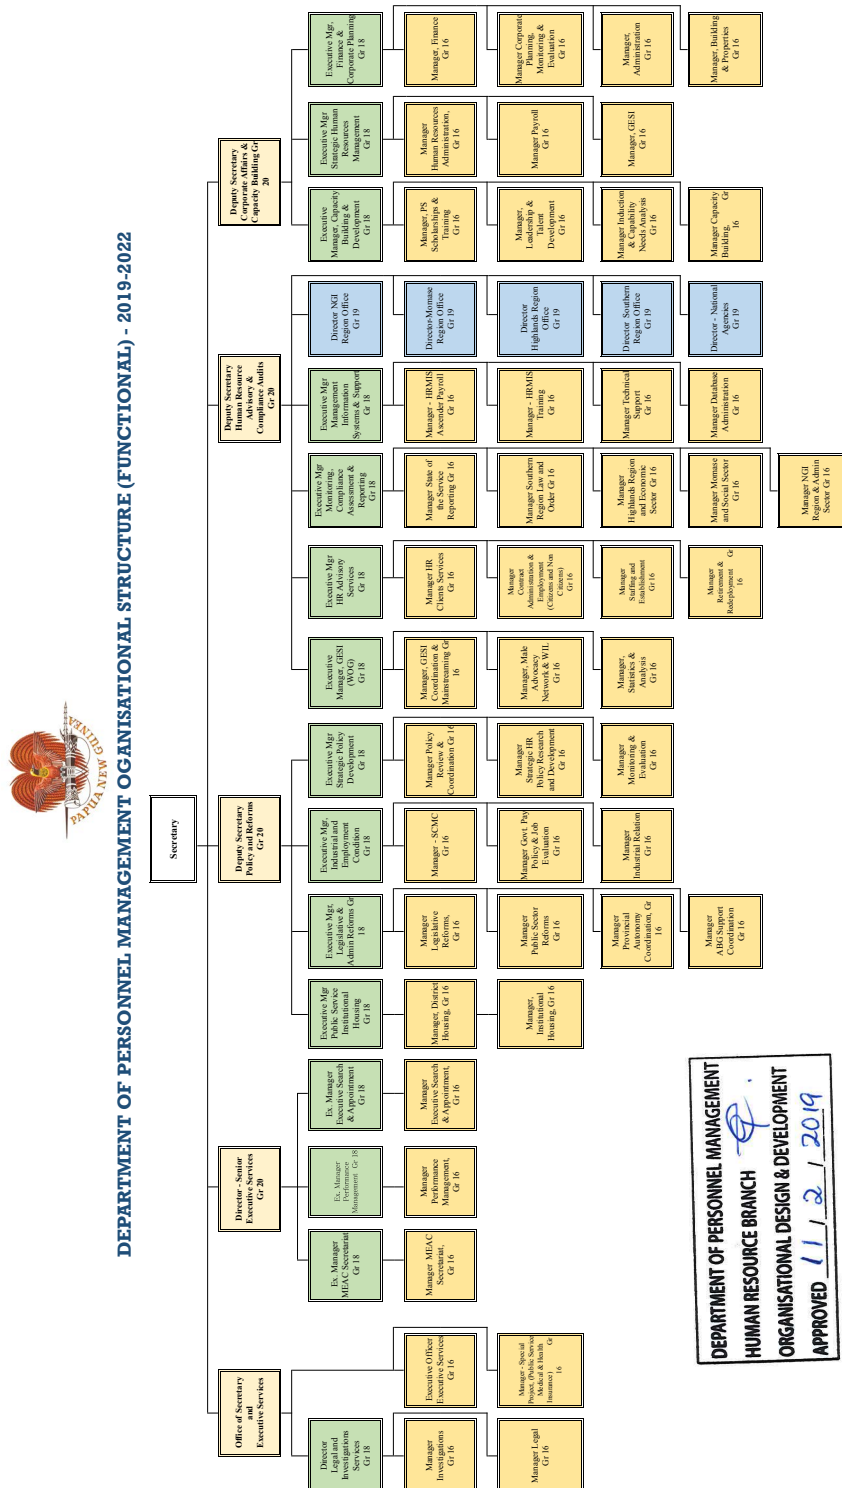 PAPUA NEW GUINEA
DEPARTMENT OF PERSONNEL MANAGEMENT OGANISATIONAL STRUCTURE (FUNCTIONAL) - 2019-2022
Secretary
Office of Secretary
and
Executive Services
Director - Senior
Executive Services
Gr 20
Deputy Secretary
Policy and Reforms
Gr 20
Deputy Secretary
Human Resource
Advisory &
Compliance Audits
Gr 20
Deputy Secretary
Corporate Affairs &
Capacity Building Gr
20
Director
Legal and
Investigations
Services
Gr 18
Manager
Investigations
Gr 16
Manager Legal
Gr 16
Executive Officer
Executive Services
Gr 16
Manager - Special
Project, (Public Service
Medical & Health
Insurance) Gr
16
Ex. Manager
MEAC Secretariat
Gr 18
Manager MEAC
Secretariat,
Gr 16
Ex. Manager
Performance
Management Gr 18
Manager
Performance
Management,
Gr 16
Ex. Manager
Executive Search
& Appointment
Gr 18
Manager
Executive Search
& Appointment,
Gr 16
Executive Mgr
Public Service
Institutional
Housing
Gr 18
Manager, District
Housing, Gr 16
Manager,
Institutional
Housing, Gr 16
Executive Mgr,
Legislative &
Admin Reforms Gr
18
Manager
Legislative
Reforms,
Gr 16
Manager
Public Sector
Reforms
Gr 16
Manager
Provincial
Autonomy
Coordination, Gr
16
Manager
ABG Support
Coordination
Gr 16
Executive Mgr,
Industrial and
Employment
Condition
Gr 18
Manager - SCMC
Gr 16
Manager Govt. Pay
Policy & Job
Evaluation
Gr 16
Manager
Industrial Relation
Gr 16
Executive Mgr
Strategic Policy
Development
Gr 18
Manager Policy
Review &
Coordination Gr 16
Manager
Strategic HR
Policy Research
and Development
Gr 16
Manager
Monitoring &
Evaluation
Gr 16
Executive
Manager, GESI
(WOG)
Gr 18
Manager, GESI
Coordination &
Mainstreaming Gr
16
Manager, Male
Advocacy
Network & WIL
Gr 16
Manager,
Statistics &
Analysis
Gr 16
Executive Mgr
HR Advisory
Services
Gr 18
Manager HR
Clients Services
Gr 16
Manager
Contract
Administration &
Employment
(Citizens and Non
Citizens)
Gr 16
Manager
Staffing and
Establishment
Gr 16
Manager
Retirement &
Redeployment Gr
16
Executive Mgr
Monitoring,
Compliance
Assessment &
Reporting
Gr 18
Manager State of
the Service
Reporting Gr 16
Manager Southern
Region Law and
Order Gr 16
Manager
Highlands Region
and Economic
Sector Gr 16
Manager Momase
and Social Sector
Gr 16
Manager NGI
Region & Admin
Sector Gr 16
Executive Mgr
Management
Information
Systems & Support
Gr 18
Manager - HRMIS
Ascender Payroll
Gr 16
Manager - HRMIS
Training
Gr 16
Manager Technical
Support
Gr 16
Manager Database
Administration
Gr 16
Director NGI
Region Office
Gr 19
Director-Momase
Region Office
Gr 19
Director
Highlands Region
Office
Gr 19
Director Southern
Region Office
Gr 19
Director - National
Agencies
Gr 19
Executive
Manager, Capacity
Building &
Development
Gr 18
Manager, PS
Scholarships &
Training
Gr 16
Manager,
Leadership &
Talent
Development
Gr 16
Manager Induction
& Capability
Needs Analysis
Gr 16
Manager Capacity
Building, Gr
16
Executive Mgr
Strategic Human
Resources
Management
Gr 18
Manager
Human Resources
Administration,
Gr 16
Manager Payroll
Gr 16
Manager, GESI
Gr 16
Executive Mgr,
Finance &
Corporate Planning
Gr 18
Manager, Finance
Gr 16
Manager Corporate
Planning,
Monitoring &
Evaluation
Gr 16
Manager,
Administration
Gr 16
Manager, Building
& Properties
Gr 16
DEPARTMENT OF PERSONNEL MANAGEMENT
HUMAN RESOURCE BRANCH
ORGANISATIONAL DESIGN & DEVELOPMENT
APPROVED 11 / 2 / 2019